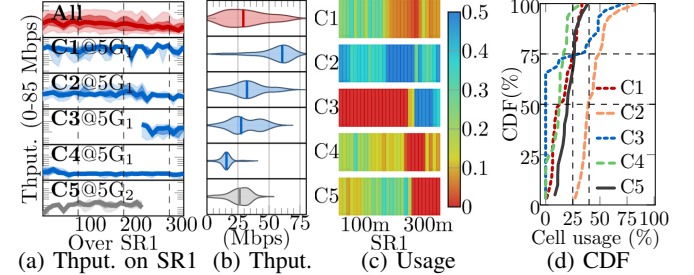 Thput. (0-85 Mbps)
All
C1@5G1
C2@5G1
C3@5G1
C4@5G1
C5@5G2
100 200 300
Over SR1
(a) Thput. on SR1
0 25 50 75
(Mbps)
(b) Thput.
C1
C2
C3
C4
C5
100m 300m
SR1
0.5
0.4
0.3
0.2
0.1
0
(c) Usage
CDF(%)
100
75
50
25
0
C1
C2
C3
C4
C5
0 25 50 75 100
Cell usage (%)
(d) CDF